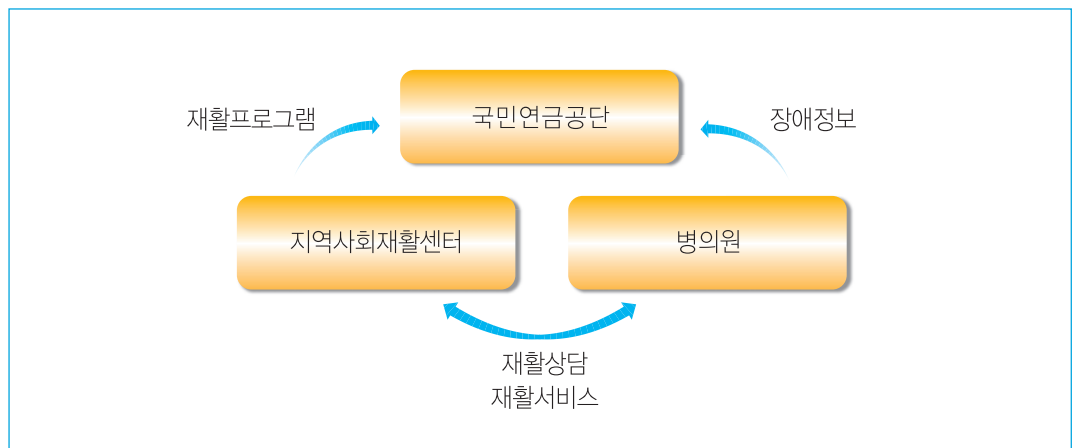 국민연금공단
재활프로그램
장애정보
지역사회재활센터
병의원
재활상담
재활서비스